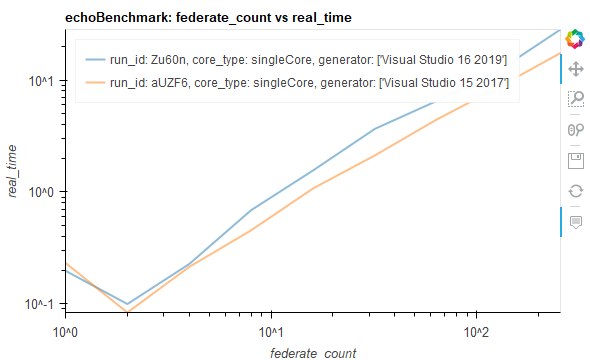 echoBenchmark: federate_count vs real_time
run_id: Zu60n, core_type: singleCore, generator: ['Visual Studio 16 2019']
run_id: aUZF6, core_type: singleCore, generator: ['Visual Studio 15 2017']
10^1
10^0
10^-1
real_time
10^0
10^1
10^2
federate_count